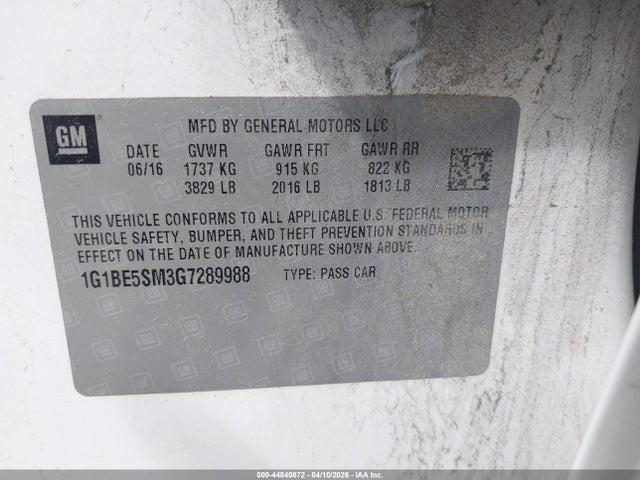 GM
MFD BY GENERAL MOTORS LLC
DATE GVWR GAWR FRT GAWR RR
06/16 1737 KG 915 KG 822 KG
3829 LB 2016 LB 1813 LB
THIS VEHICLE CONFORMS TO ALL APPLICABLE U.S. FEDERAL MOTOR
VEHICLE SAFETY, BUMPER, AND THEFT PREVENTION STANDARDS IN
EFFECT ON THE DATE OF MANUFACTURE SHOWN ABOVE.
1G1BE5SM3G7289988 TYPE: PASS CAR
000-44840872 - 04/10/2026 - IAA, Inc.